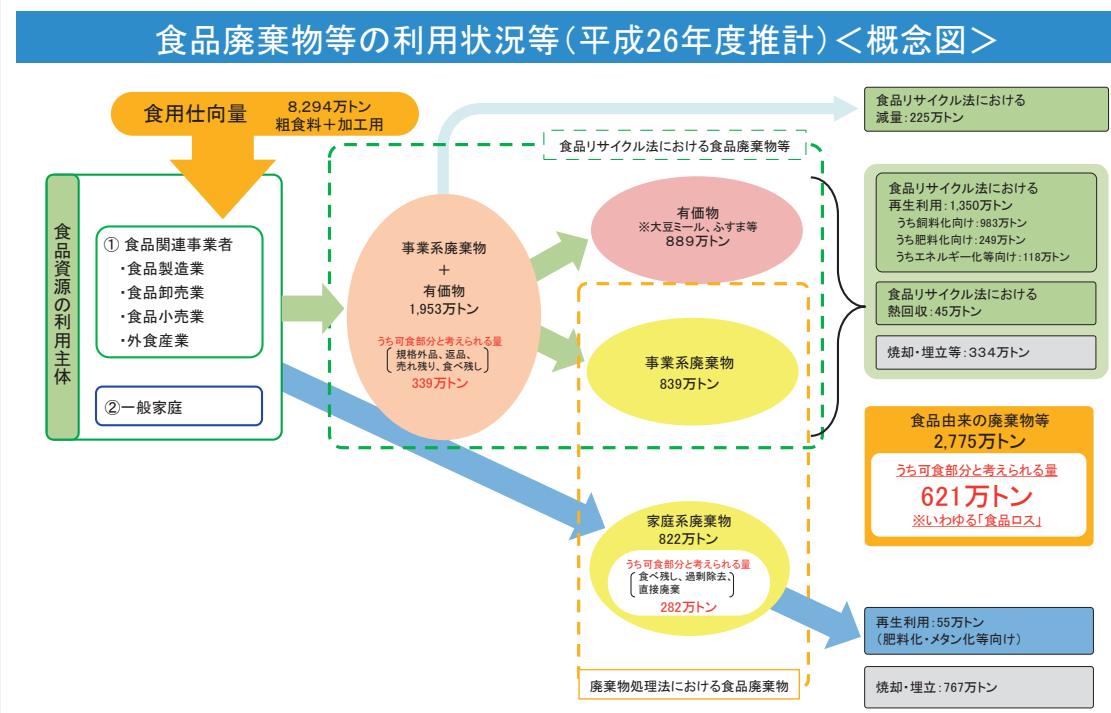 食品廃棄物等の利用状況等(平成26年度推計)＜概念図＞
食用仕向量
8,294万トン
粗食料＋加工用
食品資源の利用主体
① 食品関連事業者
・食品製造業
・食品卸売業
・食品小売業
・外食産業
②一般家庭
食品リサイクル法における食品廃棄物等
事業系廃棄物
＋
有価物
1,953万トン
うち可食部分と考えられる量
規格外品、返品、
売れ残り、食べ残し
339万トン
有価物
※大豆ミール、ふすま等
889万トン
事業系廃棄物
839万トン
家庭系廃棄物
822万トン
うち可食部分と考えられる量
食べ残し、過剰除去、
直接廃棄
282万トン
廃棄物処理法における食品廃棄物
食品リサイクル法における
減量：225万トン
食品リサイクル法における
再生利用：1,350万トン
うち飼料化向け：983万トン
うち肥料化向け：249万トン
うちエネルギー化等向け：118万トン
食品リサイクル法における
熱回収：45万トン
焼却・埋立等：334万トン
食品由来の廃棄物等
2,775万トン
うち可食部分と考えられる量
621万トン
※いわゆる「食品ロス」
再生利用：55万トン
（肥料化・メタン化等向け）
焼却・埋立：767万トン